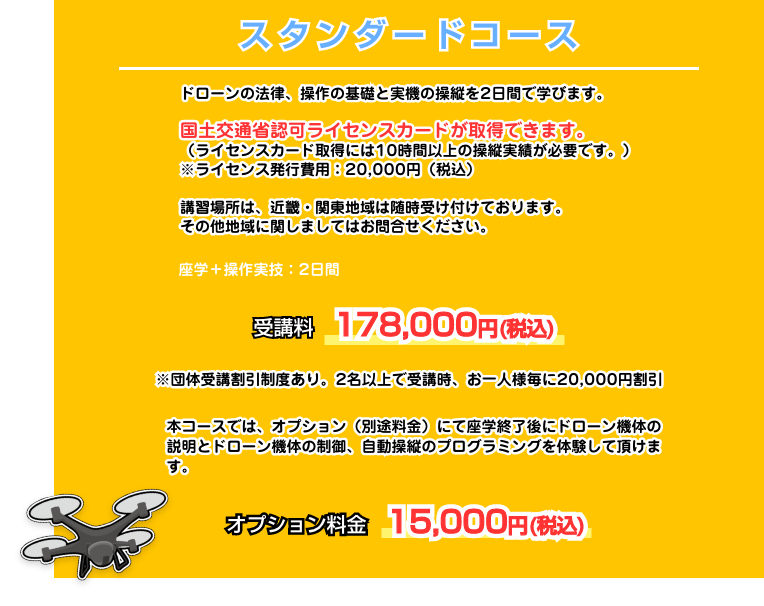 スタンダードコース
ドローンの法律、操作の基礎と実機の操縦を2日間で学びます。
国土交通省認可ライセンスカードが取得できます。
（ライセンスカード取得には10時間以上の操縦実績が必要です。）
※ライセンス発行費用：20,000円（税込）
講習場所は、近畿・関東地域は随時受け付けております。
その他地域に関しましてはお問合せください。
座学＋操作実技：2日間
受講料 178,000円(税込)
※団体受講割引制度あり。2名以上で受講時、お一人様毎に20,000円割引
本コースでは、オプション（別途料金）にて座学終了後にドローン機体の
説明とドローン機体の制御、自動操縦のプログラミングを体験して頂けま
す。
オプション料金 15,000円(税込)